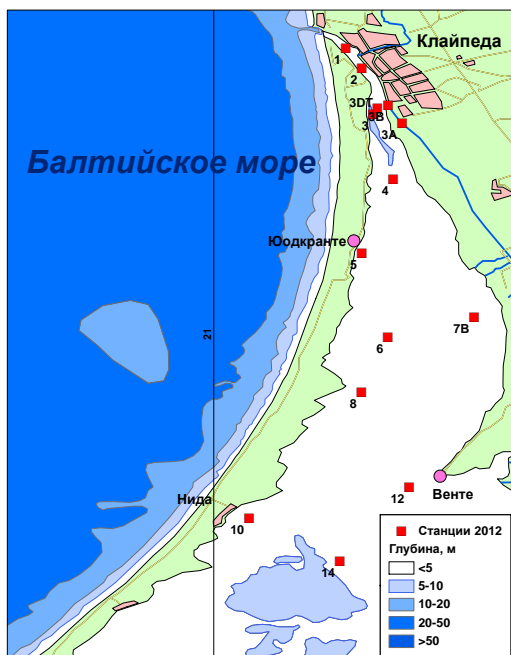 Клайпеда
1
2
3DT
3B
3
3A
4
Балтийское море
Юодкранте
5
7B
21
6
8
12
Венте
Нида
10
14
Станции 2012
Глубина, м
<5
5-10
10-20
20-50
>50